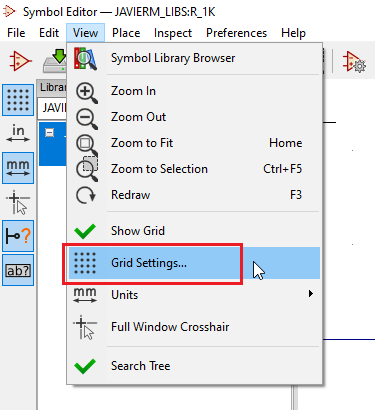 Symbol Editor — JAVIERM_LIBS:R_1K
File Edit View Place Inspect Preferences Help
Symbol Library Browser
Librar
JAVI
Zoom In
in
Zoom Out
Zoom to Fit Home
mm
Zoom to Selection Ctrl+F5
Redraw F3
Show Grid
ab?
Grid Settings...
mm Units
Full Window Crosshair
Search Tree